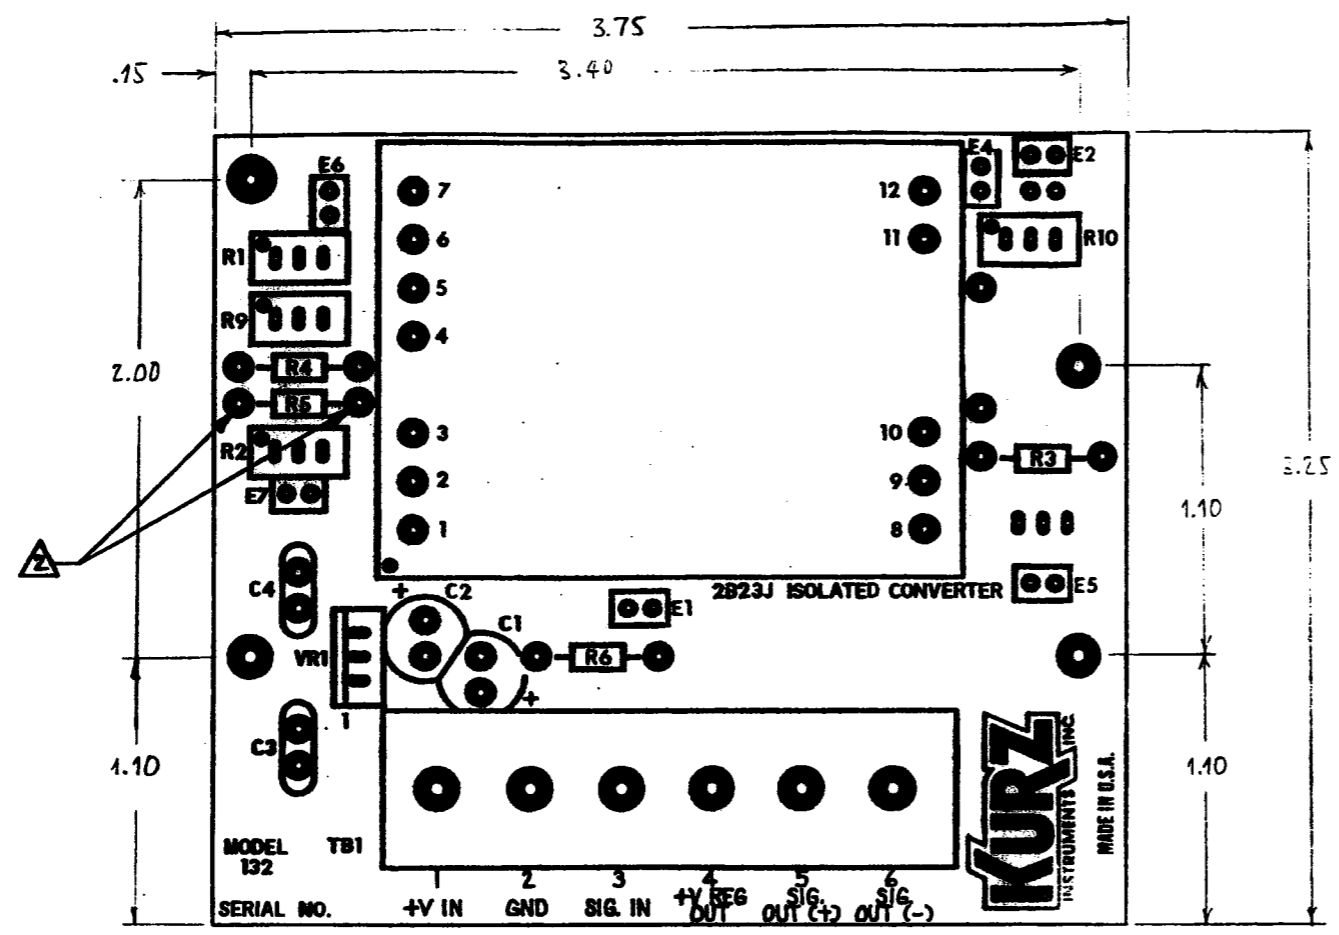 3.75
.15
3.40
E6
E4
E2
7
12
6
11
R1
R10
5
R9
4
2.00
R4
R5
3
10
R2
R3
2
9
E7
1
8
1.10
2
2B23J ISOLATED CONVERTER
E5
+
C2
C4
E1
C1
VR1
R6
+
1
C3
1.10
1.10
KURZ
INSTRUMENTS INC.
MADE IN U.S.A.
MODEL
132
TB1
2
3
4
5
6
SERIAL NO.
+V IN
GND
SIG. IN
+V REG
OUT
SIG.
OUT (+)
SIG.
OUT (-)